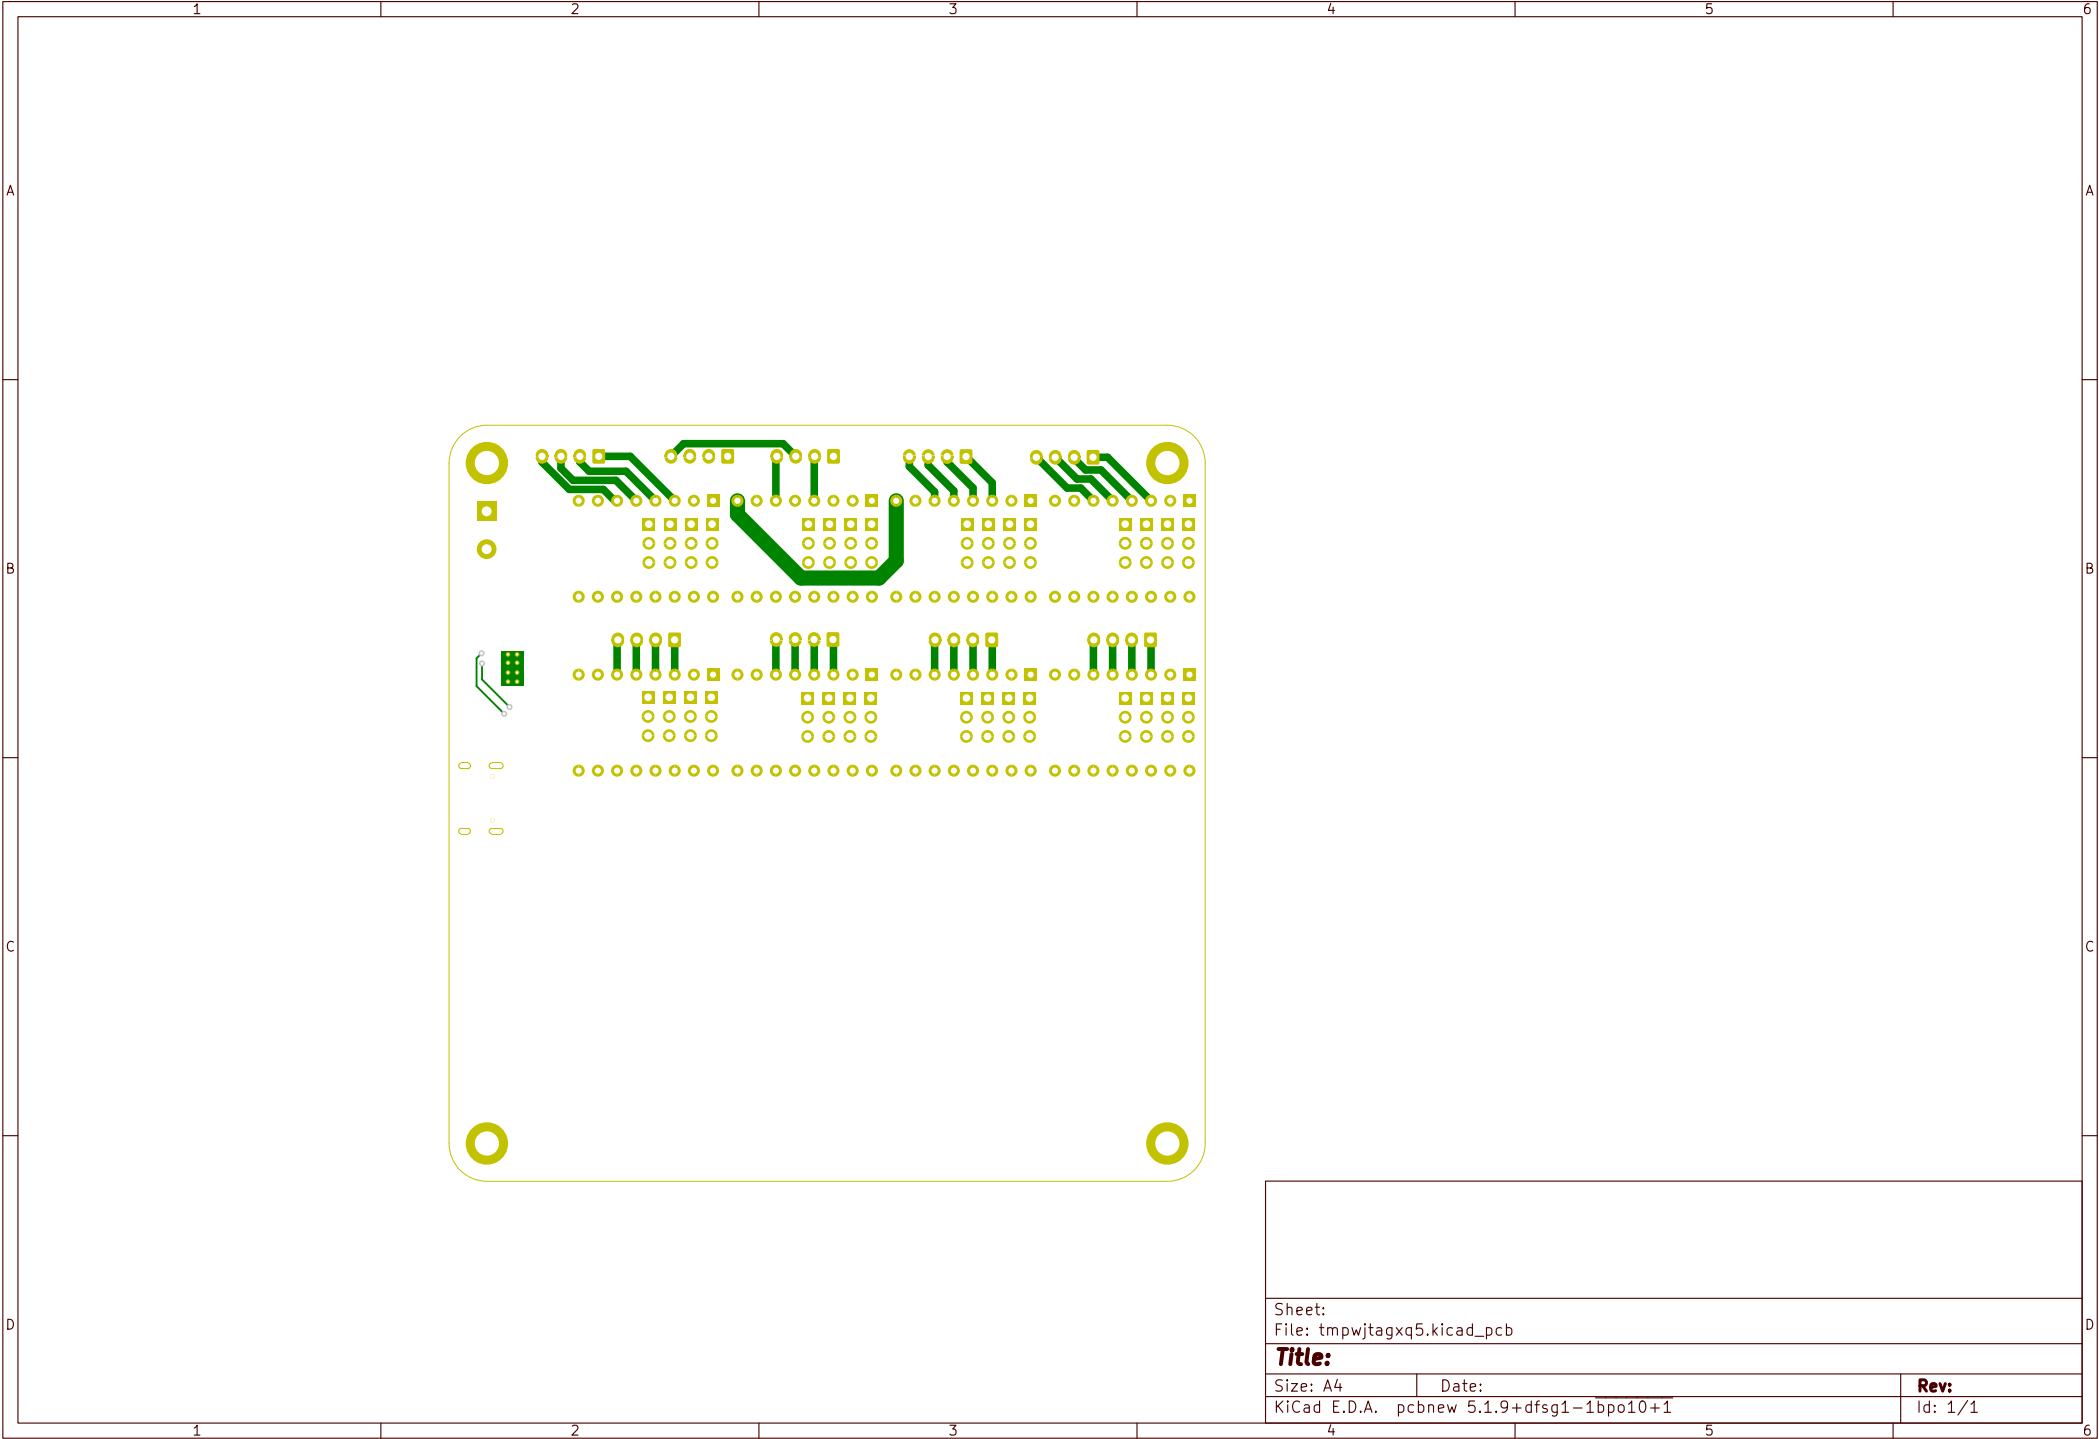 1 2 3 4 5 6
A A
B B
C C
D D
Sheet:
File: tmpwjtagxq5.kicad_pcb
Title:
Size: A4 Date: Rev:
KiCad E.D.A. pcbnew 5.1.9+dfsg1-1bpo10+1 Id: 1/1
1 2 3 4 5 6